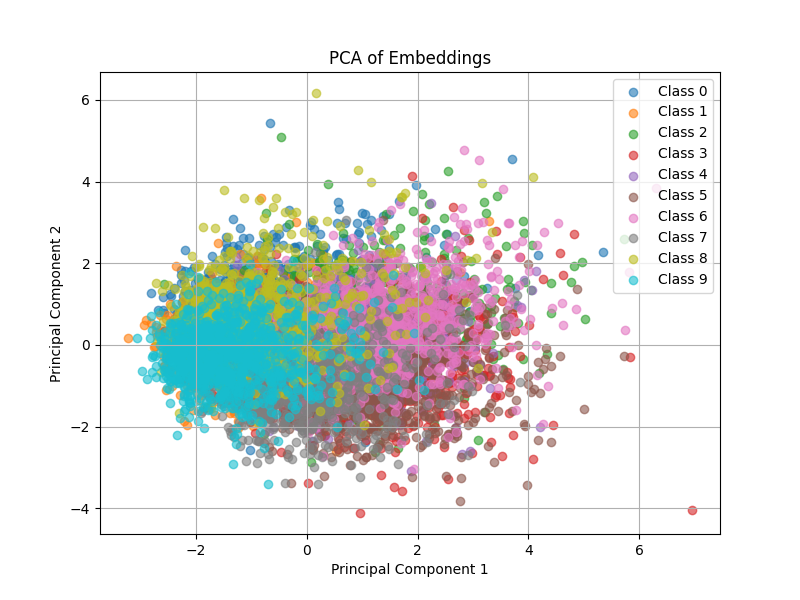 PCA of Embeddings
6
4
2
0
−2
−4
−2
0
2
4
6
Principal Component 2
Principal Component 1
Class 0
Class 1
Class 2
Class 3
Class 4
Class 5
Class 6
Class 7
Class 8
Class 9